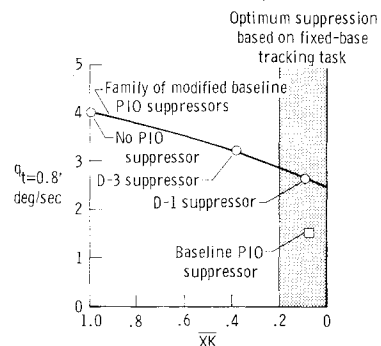 Optimum suppression
based on fixed-base
tracking task
5
Family of modified baseline
PIO suppressors
4
No PIO
suppressor
3
q t=0.8'
deg/sec
D-3 suppressor
D-1 suppressor
2
Baseline PIO
suppressor
1
0
1.0 .8 .6 .4 .2 0
XK